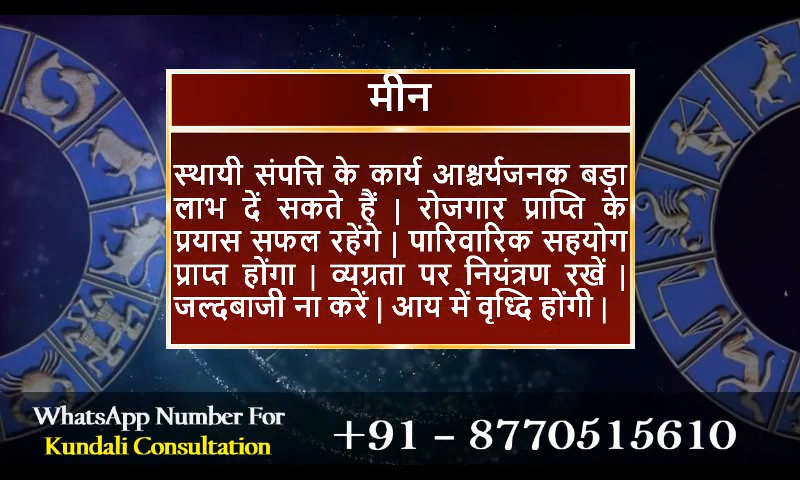 मीन
स्थायी संपत्ति के कार्य आश्चर्यजनक बड़ा
लाभ दें सकते हैं | रोजगार प्राप्ति के
प्रयास सफल रहेंगे | पारिवारिक सहयोग
प्राप्त होंगा | व्यग्रता पर नियंत्रण रखें |
जल्दबाजी ना करें | आय में वृध्दि होंगी |
WhatsApp Number For
Kundali Consultation
+91 - 8770515610